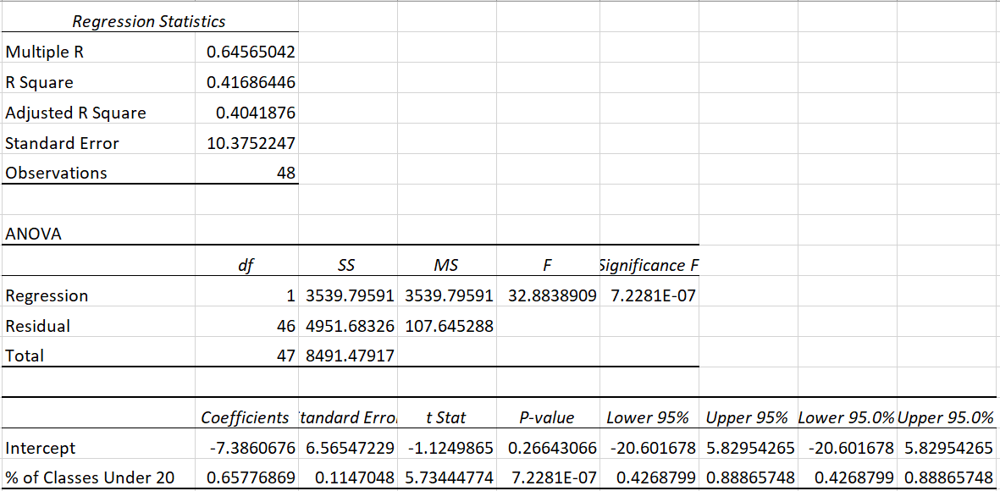 Regression Statistics
Multiple R 0.64565042
R Square 0.41686446
Adjusted R Square 0.4041876
Standard Error 10.3752247
Observations 48
ANOVA
df SS MS F Significance F
Regression 1 3539.79591 3539.79591 32.8838909 7.2281E-07
Residual 46 4951.68326 107.645288
Total 47 8491.47917
Coefficients tandard Erro t Stat P-value Lower 95% Upper 95% Lower 95.0% Upper 95.0%
Intercept -7.3860676 6.56547229 -1.1249865 0.26643066 -20.601678 5.82954265 -20.601678 5.82954265
% of Classes Under 20 0.65776869 0.1147048 5.73444774 7.2281E-07 0.4268799 0.88865748 0.4268799 0.88865748